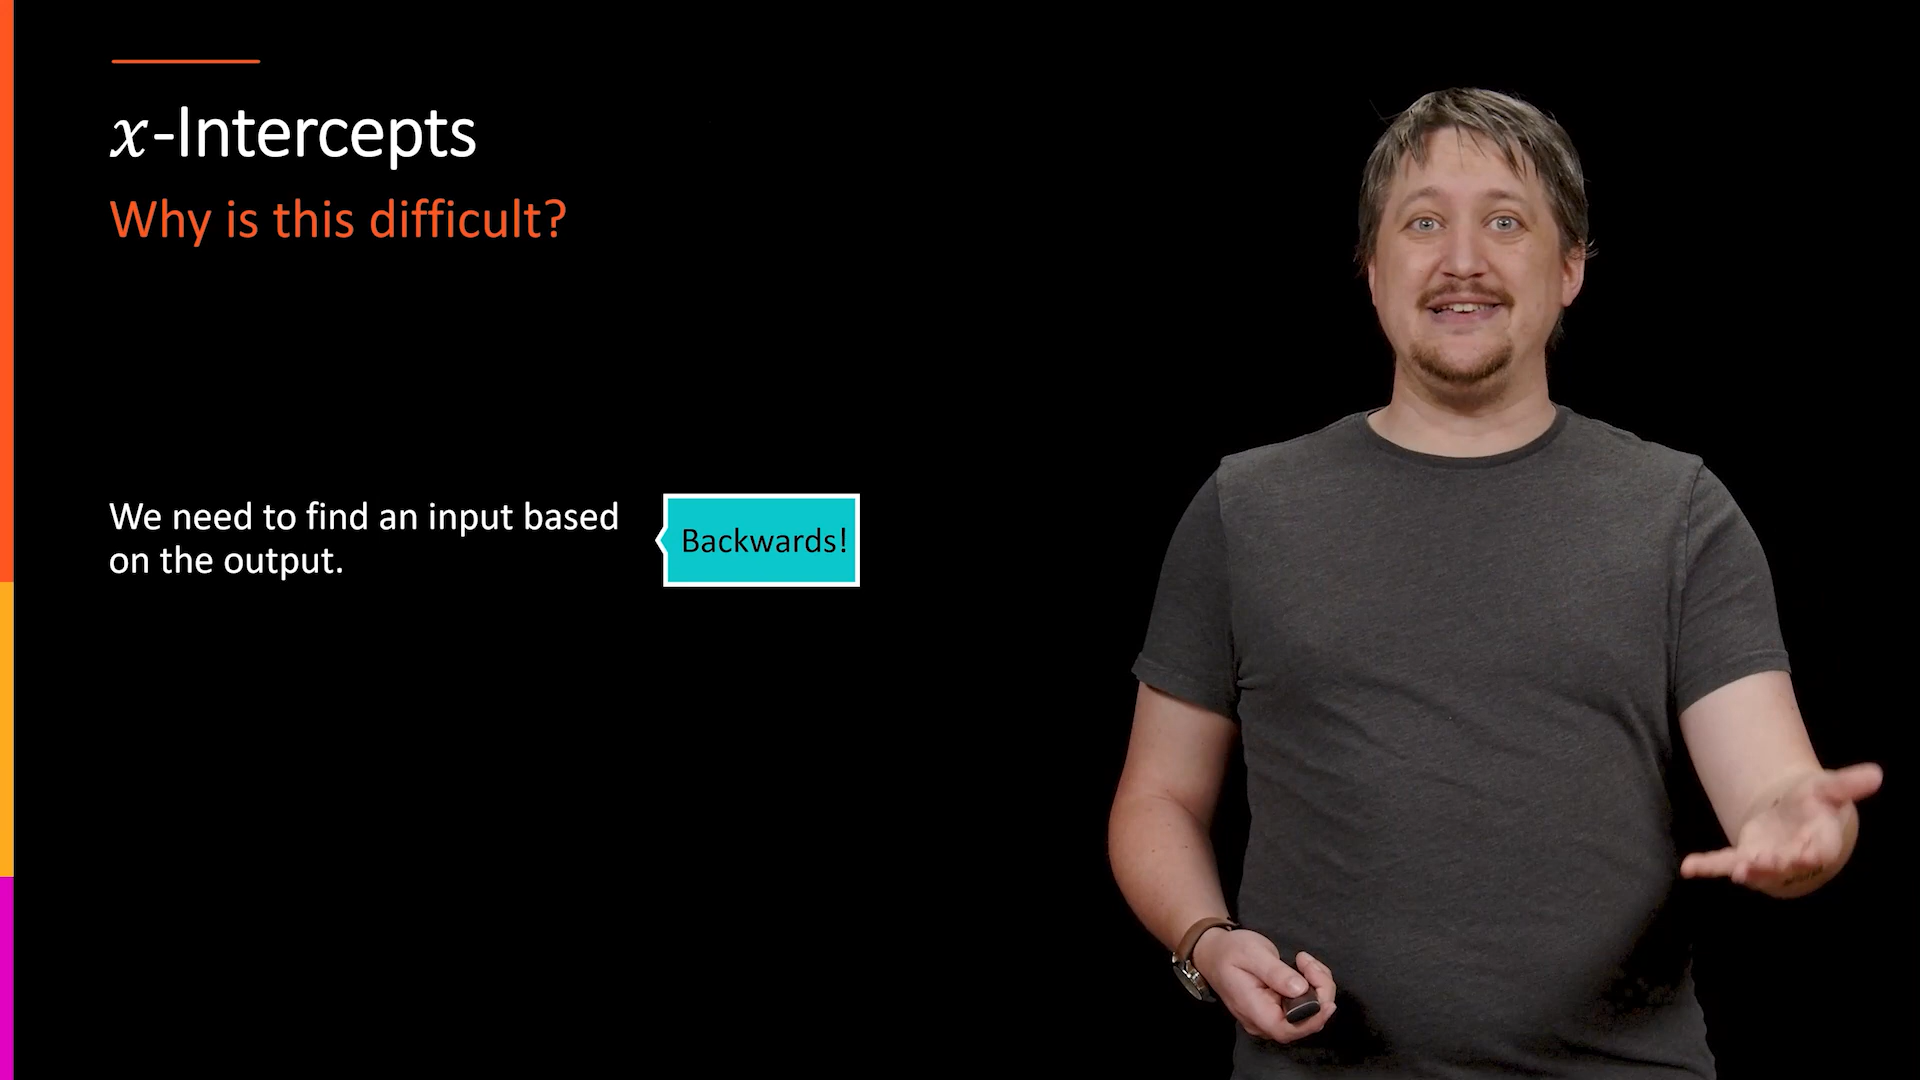 x-Intercepts
Why is this difficult?
We need to find an input based
on the output.
Backwards!